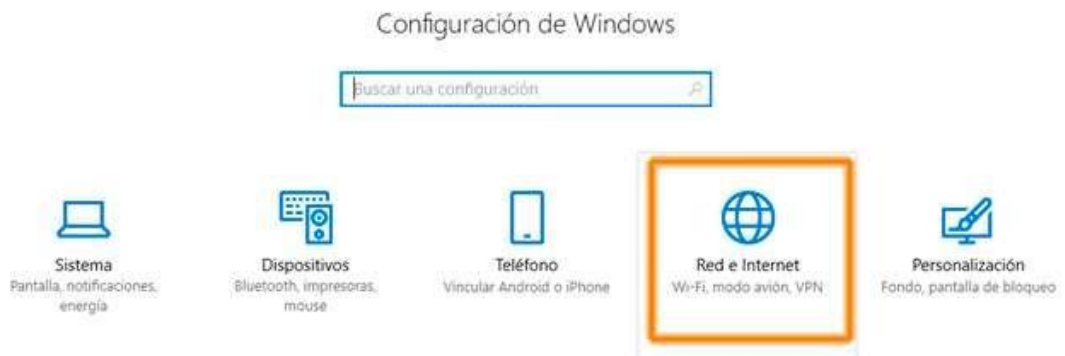 Configuración de Windows
Buscar una configuración
Sistema
Pantalla, notificaciones,
energía
Dispositivos
Bluetooth, impresoras,
mouse
Teléfono
Vincular Android o iPhone
Red e Internet
Wi-Fi, modo avión, VPN
Personalización
Fondo, pantalla de bloqueo